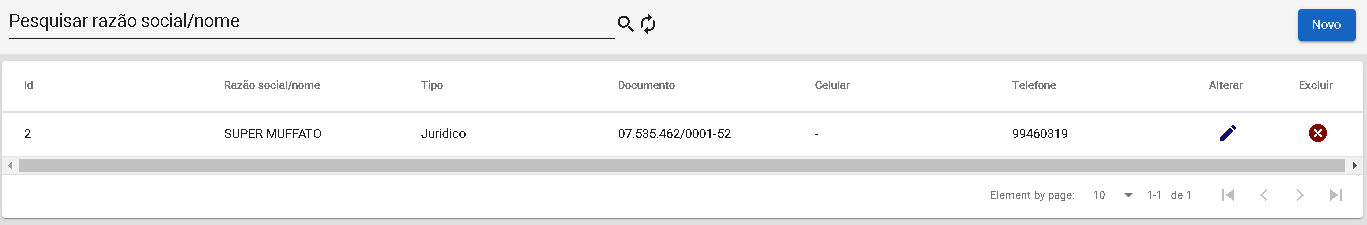 Pesquisar razão social/nome
Novo
Id Razão social/nome Tipo Documento Celular Telefone Alterar Excluir
2 SUPER MUFFATO Juridico 07.535.462/0001-52 - 99460319
Element by page: 10 1-1 de 1